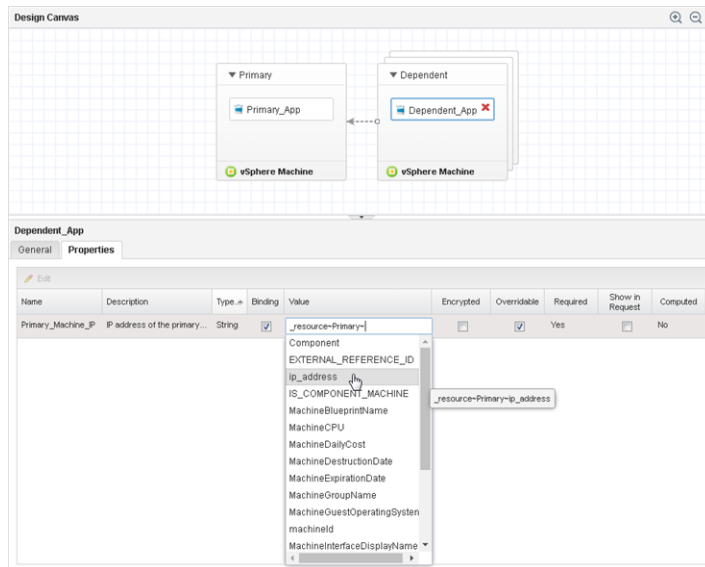 Design Canvas
Primary
Dependent
Primary_App
Dependent_App
vSphere Machine
vSphere Machine
Dependent_App
General Properties
Edit
Name Description Type Binding Value Encrypted Overridable Required Show in Request Computed
Primary_Machine_IP IP address of the primary... String _resource~Primary~ Yes No
Component
EXTERNAL_REFERENCE_ID
ip_address
IS_COMPONENT_MACHINE
_resource~Primary~ip_address
MachineBlueprintName
MachineCPU
MachineDailyCost
MachineDestructionDate
MachineExpirationDate
MachineGroupName
MachineGuestOperatingSysten
machineId
MachineInterfaceDisplayName